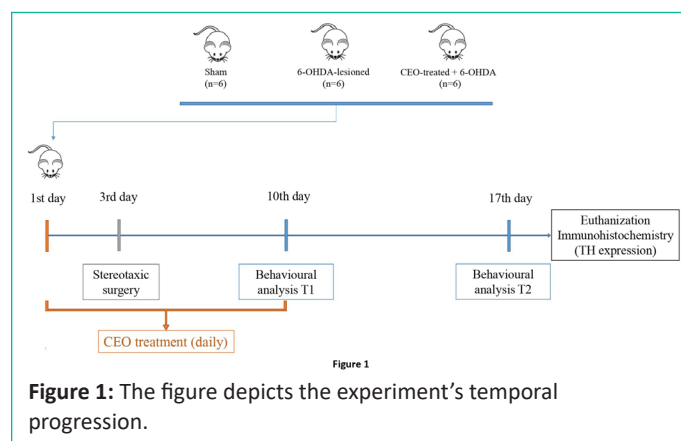 Sham
(n=6)
6-OHDA-lesioned
(n=6)
CEO-treated + 6-OHDA
(n=6)
1st day
3rd day
10th day
17th day
Stereotaxic
surgery
Behavioural
analysis T1
Behavioural
analysis T2
Euthanization
Immunohistochemistry
(TH expression)
CEO treatment (daily)
Figure 1
Figure 1: The figure depicts the experiment’s temporal
progression.